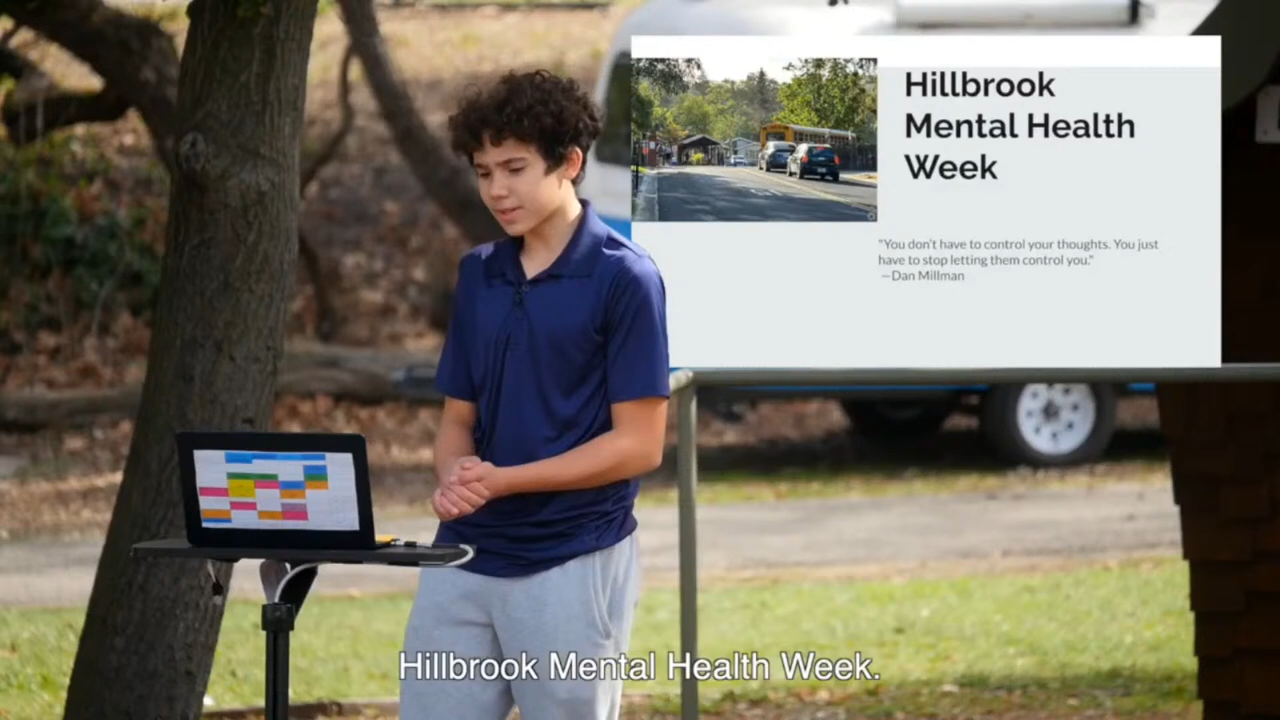 Hillbrook
Mental Health
Week
"You don't have to control your thoughts. You just
have to stop letting them control you."
—Dan Millman
Hillbrook Mental Health Week.